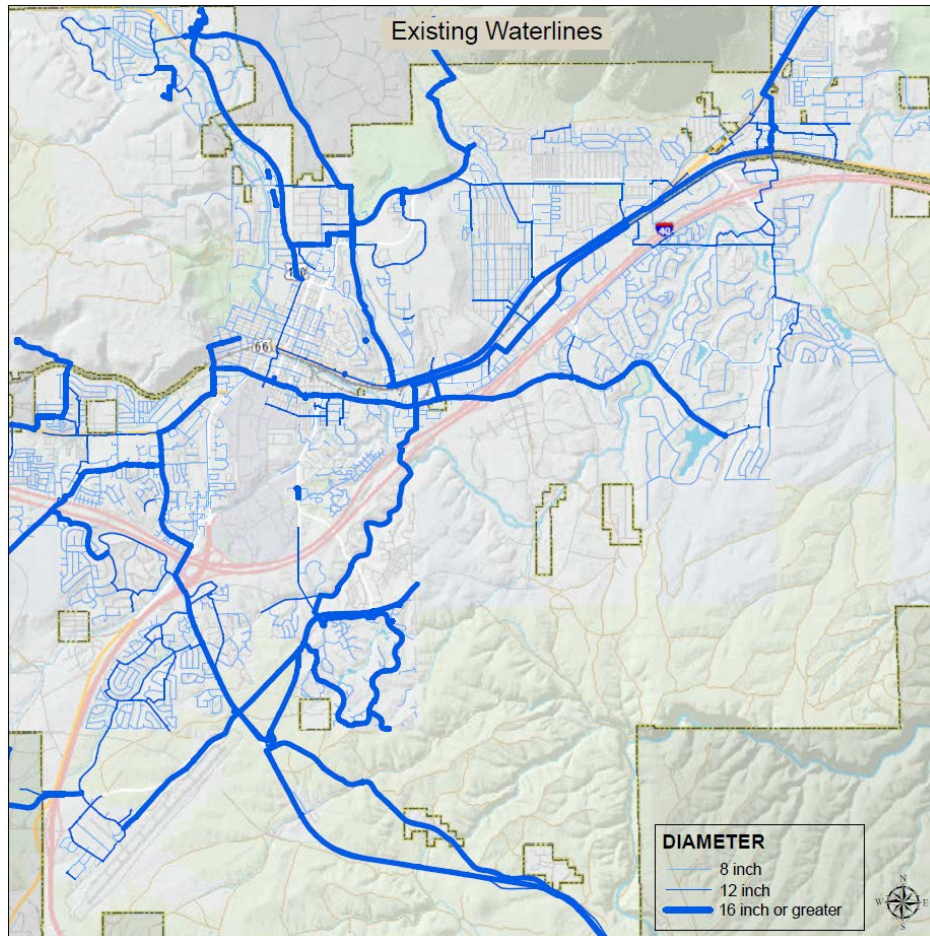 Existing Waterlines
40
180
66
DIAMETER
8 inch
12 inch
16 inch or greater
N
W E
S